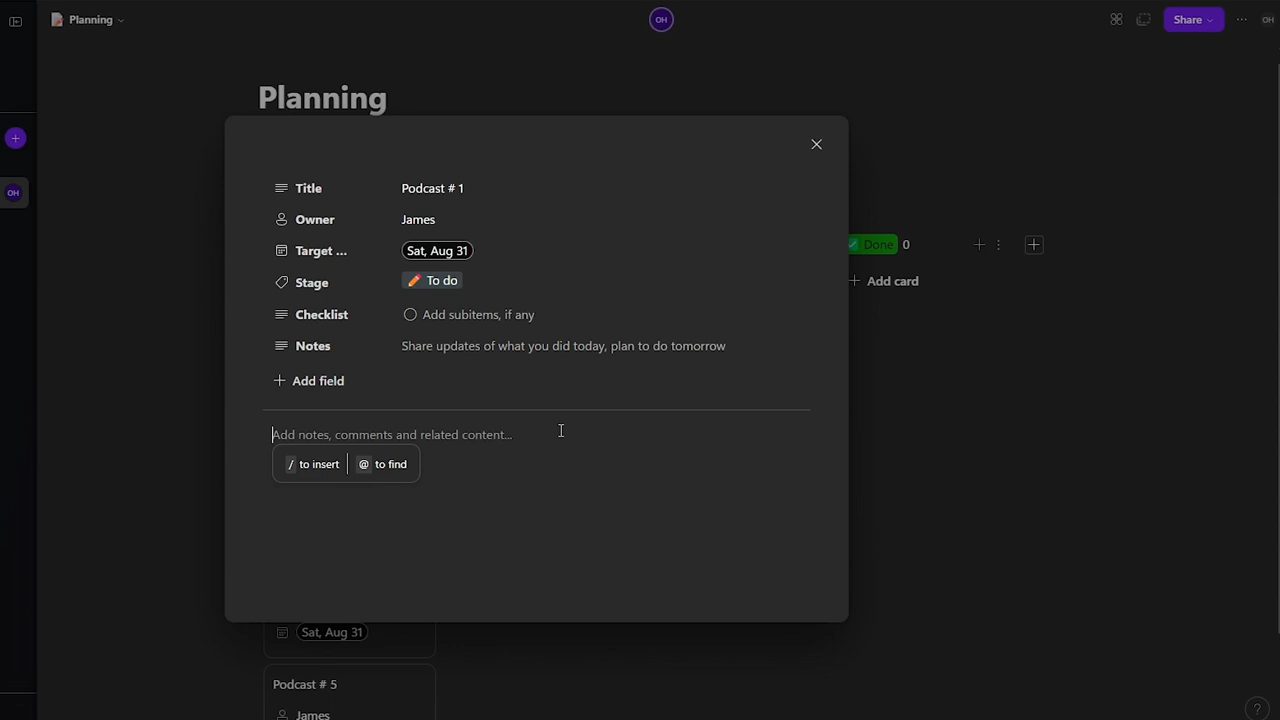 Planning
OH
Share
OH
Planning
OH
Title Podcast # 1
Owner James
Target ... Sat, Aug 31
Stage To do
Checklist Add subitems, if any
Notes Share updates of what you did today, plan to do tomorrow
Add field
Add notes, comments and related content...
/ to insert @ to find
Done 0
Add card
Sat, Aug 31
Podcast # 5
James
?